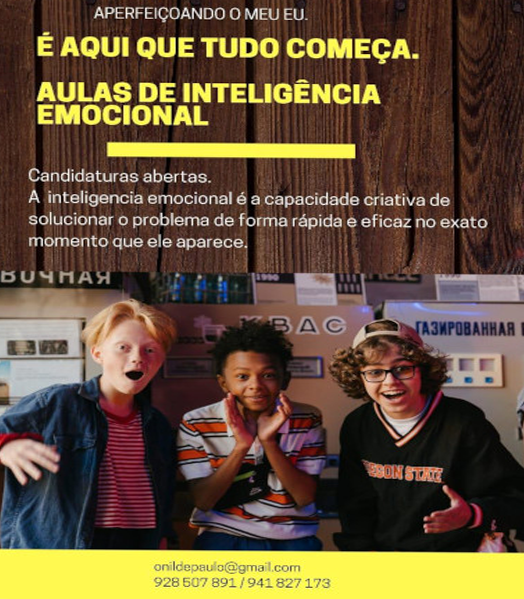 APERFEIÇOANDO O MEU EU.
É AQUI QUE TUDO COMEÇA.
AULAS DE INTELIGÊNCIA
EMOCIONAL
Candidaturas abertas.
A inteligencia emocional é a capacidade criativa de
solucionar o problema de forma rápida e eficaz no exato
momento que ele aparece.
ВОЧНАЯ
1990
КВАС
ГАЗИРОВАННАЯ
EGON STATE
onildepaulo@gmail.com
928 507 891 / 941 827 173